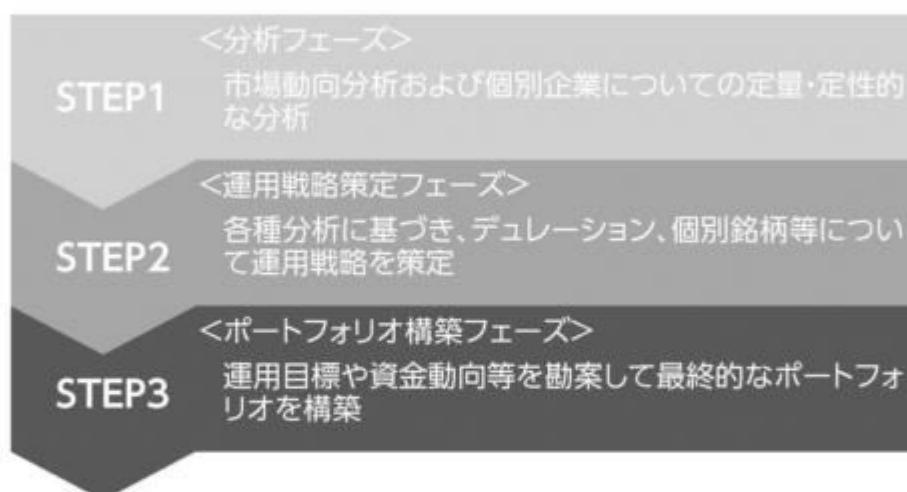 <分析フェーズ>
STEP1
市場動向分析および個別企業についての定量・定性的
な分析
<運用戦略策定フェーズ>
STEP2
各種分析に基づき、デュレーション、個別銘柄等につい
て運用戦略を策定
<ポートフォリオ構築フェーズ>
STEP3
運用目標や資金動向等を勘案して最終的なポートフォ
リオを構築